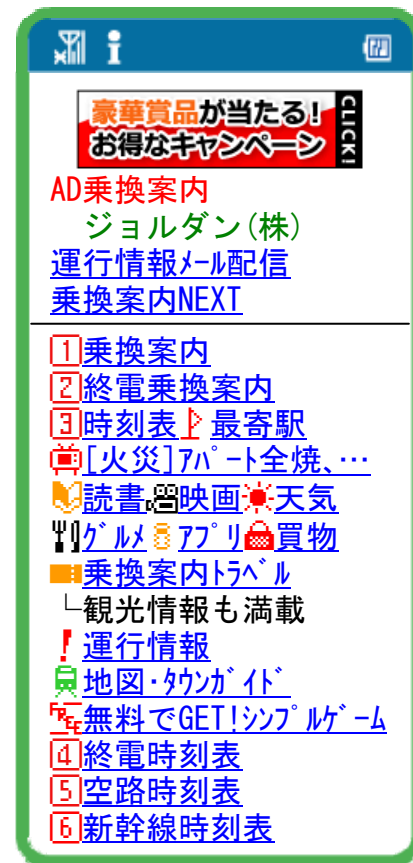 豪華賞品が当たる!
お得なキャンペーン
CLICK!
AD乗換案内
ジョルダン(株)
運行情報ﾒｰﾙ配信
乗換案内NEXT
1乗換案内
2終電乗換案内
3時刻表 最寄駅
[火災]ｱﾊﾟｰﾄ全焼、…
読書 映画 天気
ｸﾞﾙﾒ ｱﾌﾟﾘ 買物
乗換案内ﾄﾗﾍﾞﾙ
└観光情報も満載
運行情報
地図･ﾀｳﾝｶﾞｲﾄﾞ
FREE無料でGET!ｼﾝﾌﾟﾙｹﾞｰﾑ
4終電時刻表
5空路時刻表
6新幹線時刻表